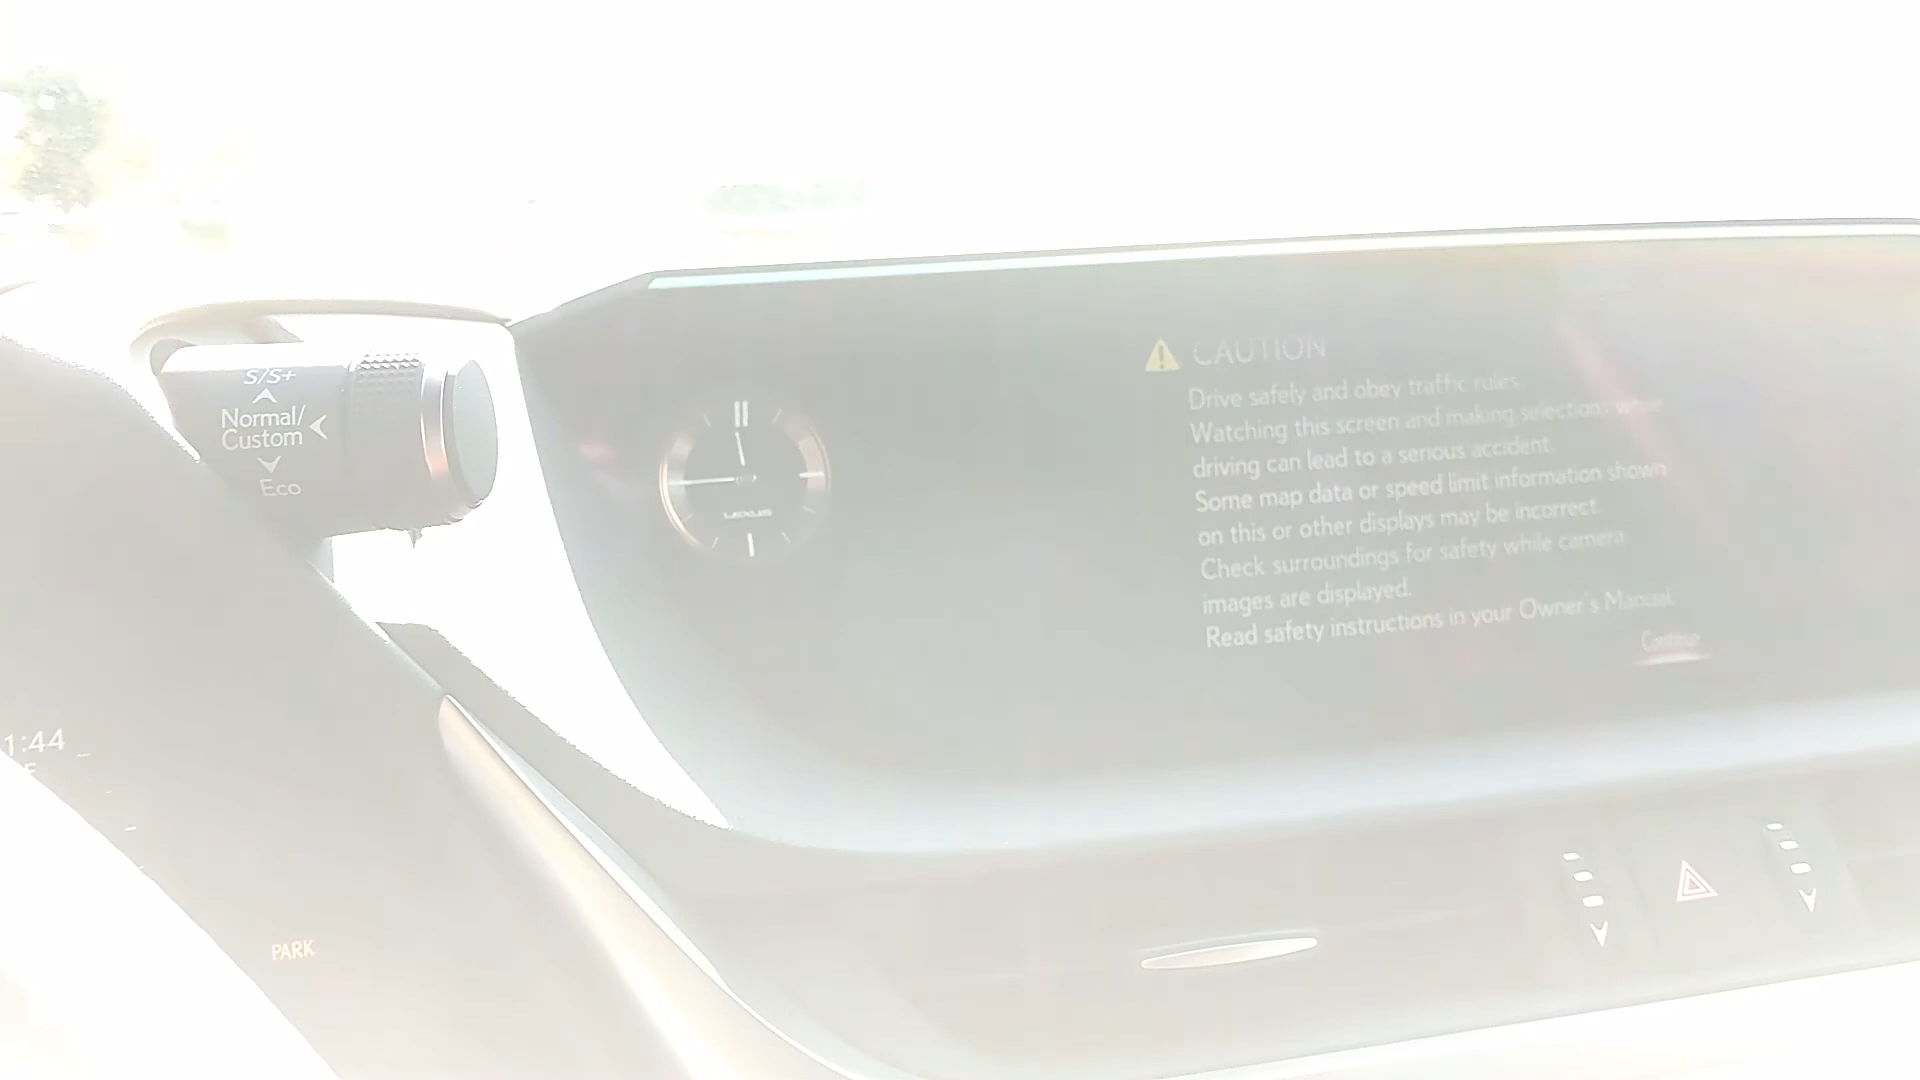 S/S+
Normal/
Custom
Eco
LEXUS
CAUTION
Drive safely and obey traffic rules.
Watching this screen and making selections while
driving can lead to a serious accident.
Some map data or speed limit information shown
on this or other displays may be incorrect.
Check surroundings for safety while camera
images are displayed.
Read safety instructions in your Owner's Manual.
Continue
1:44
PARK